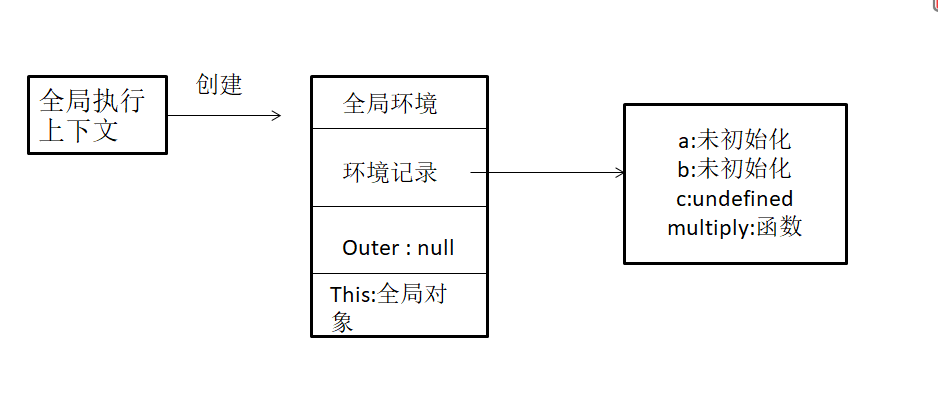 全局执行
上下文
创建
全局环境
环境记录
Outer : null
This:全局对
象
a:未初始化
b:未初始化
c:undefined
multiply:函数